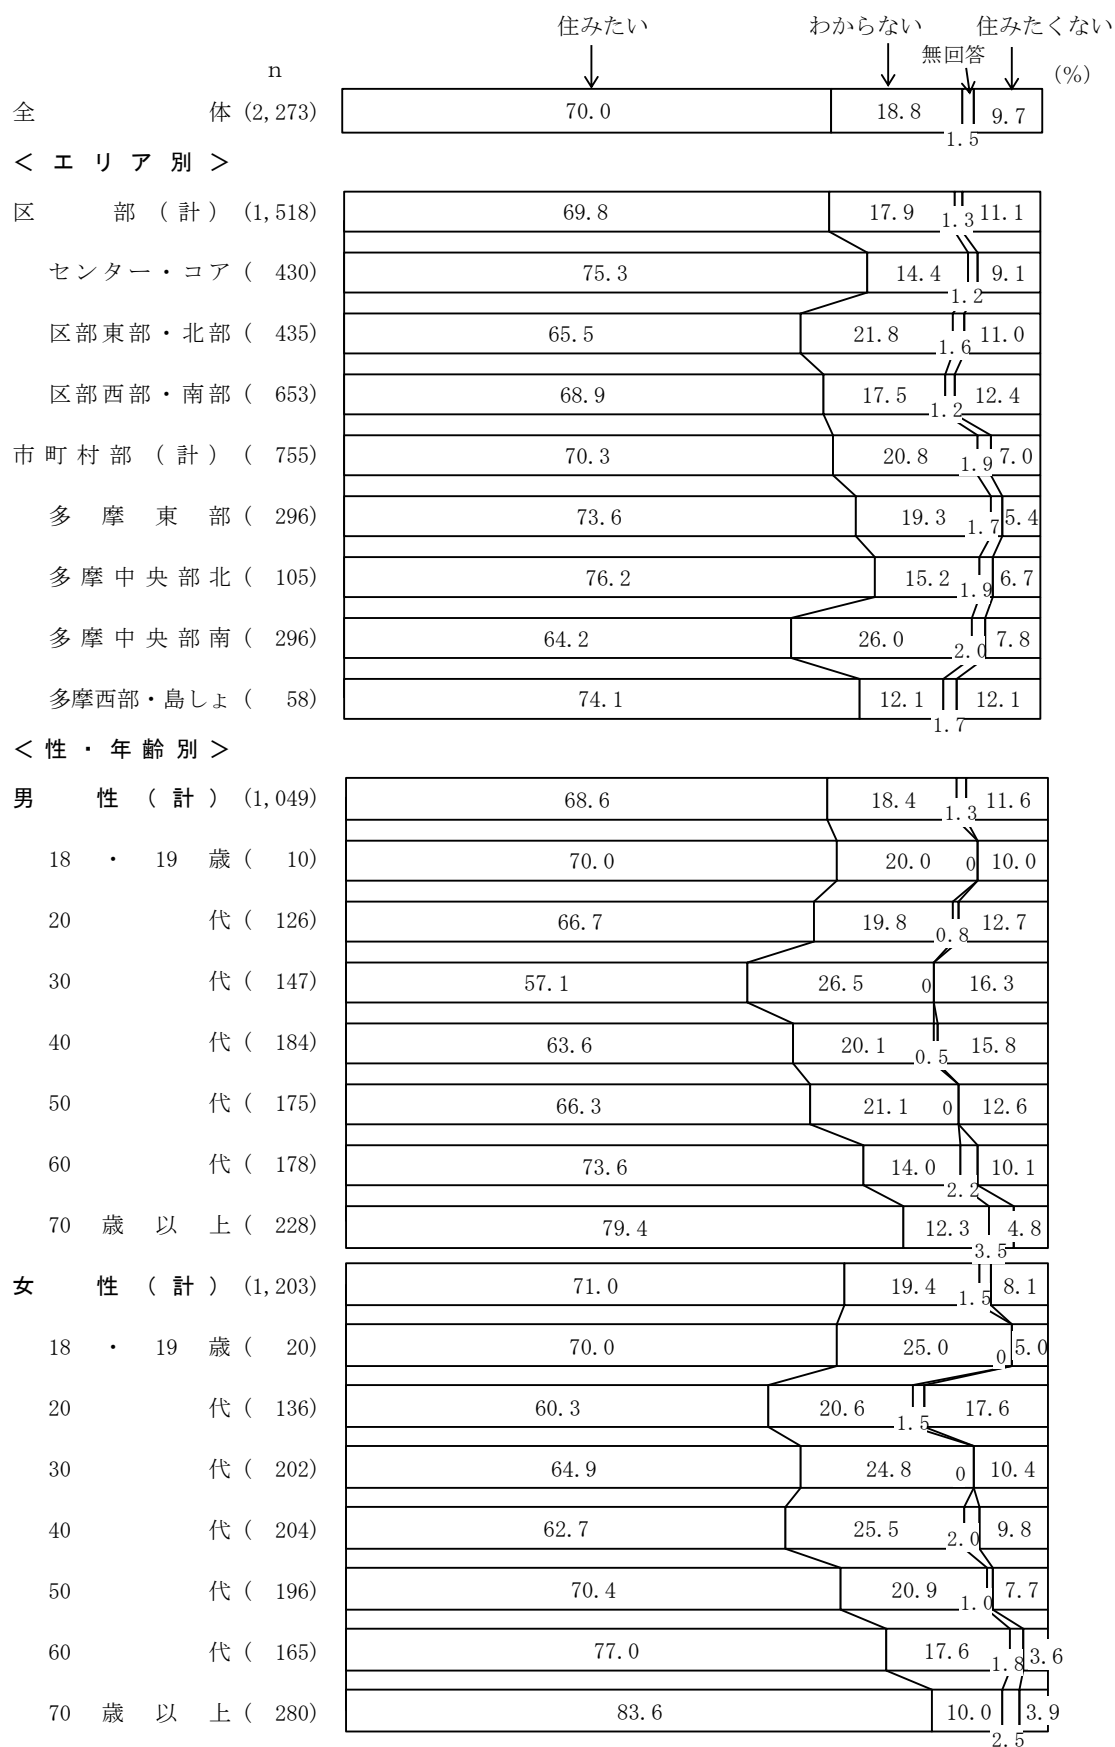 住みたい わからない 住みたくない
無回答
n (%)
全体 (2,273) 70.0 18.8 1.5 9.7
＜エリア別＞
区部（計） (1,518) 69.8 17.9 1.3 11.1
センター・コア ( 430) 75.3 14.4 1.2 9.1
区部東部・北部 ( 435) 65.5 21.8 1.6 11.0
区部西部・南部 ( 653) 68.9 17.5 1.2 12.4
市町村部（計） ( 755) 70.3 20.8 1.9 7.0
多摩東部 ( 296) 73.6 19.3 1.7 5.4
多摩中央部北 ( 105) 76.2 15.2 1.9 6.7
多摩中央部南 ( 296) 64.2 26.0 2.0 7.8
多摩西部・島しょ ( 58) 74.1 12.1 1.7 12.1
＜性・年齢別＞
男性（計） (1,049) 68.6 18.4 1.3 11.6
18・19歳 ( 10) 70.0 20.0 0 10.0
20代 ( 126) 66.7 19.8 0.8 12.7
30代 ( 147) 57.1 26.5 0 16.3
40代 ( 184) 63.6 20.1 0.5 15.8
50代 ( 175) 66.3 21.1 0 12.6
60代 ( 178) 73.6 14.0 2.2 10.1
70歳以上 ( 228) 79.4 12.3 3.5 4.8
女性（計） (1,203) 71.0 19.4 1.5 8.1
18・19歳 ( 20) 70.0 25.0 0 5.0
20代 ( 136) 60.3 20.6 1.5 17.6
30代 ( 202) 64.9 24.8 0 10.4
40代 ( 204) 62.7 25.5 2.0 9.8
50代 ( 196) 70.4 20.9 1.0 7.7
60代 ( 165) 77.0 17.6 1.8 3.6
70歳以上 ( 280) 83.6 10.0 2.5 3.9